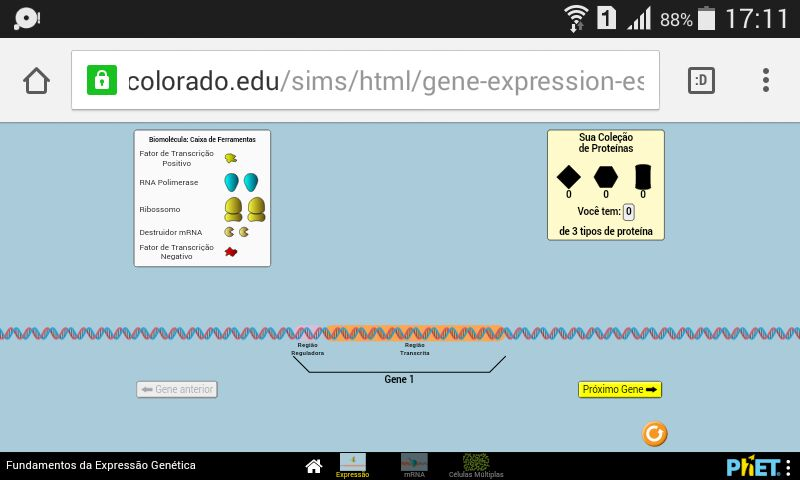 1 88% 17:11
colorado.edu/sims/html/gene-expression-es
:D
Biomolécula: Caixa de Ferramentas
Fator de Transcrição
Positivo
RNA Polimerase
Ribossomo
Destruidor mRNA
Fator de Transcrição
Negativo
Sua Coleção
de Proteínas
0 0 0
Você tem: 0
de 3 tipos de proteína
Região
Reguladora
Região
Transcrita
Gene 1
Gene anterior
Próximo Gene
Fundamentos da Expressão Genética
Expressão
mRNA
Células Múltiplas
PhET